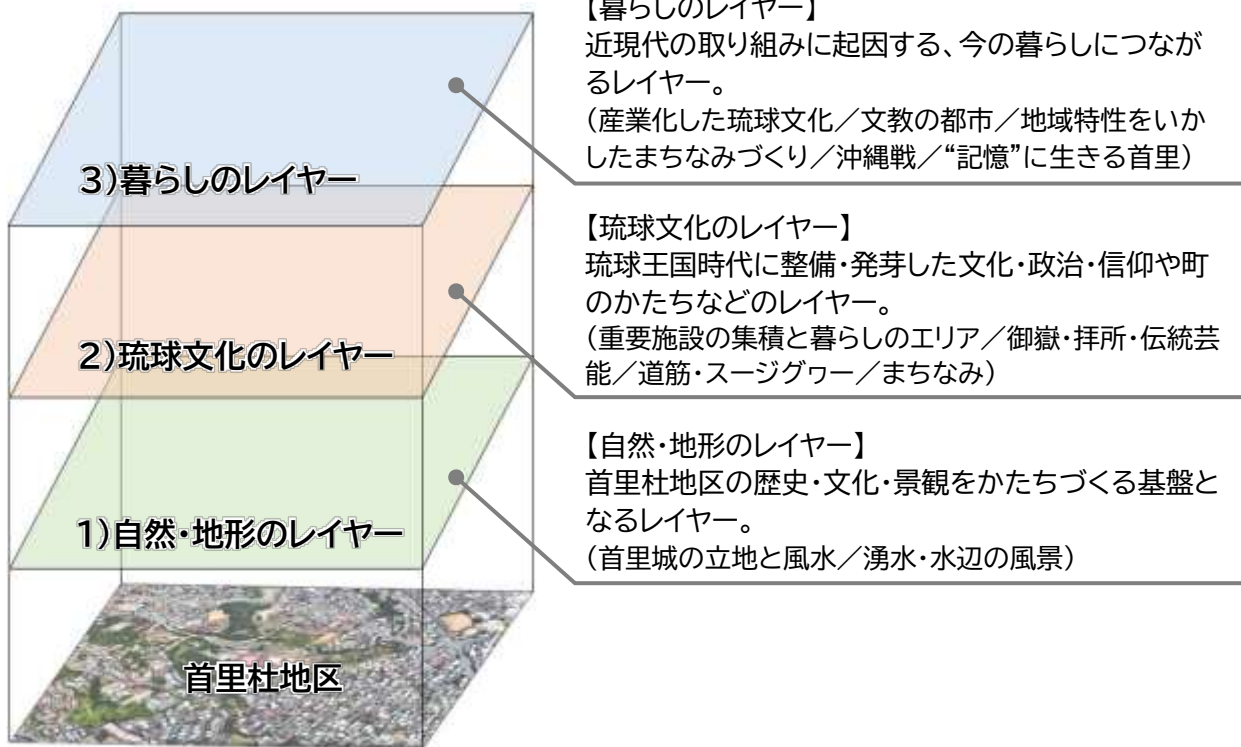 【暮らしのレイヤー】
近現代の取り組みに起因する、今の暮らしにつなが
るレイヤー。
（産業化した琉球文化／文教の都市／地域特性をいか
したまちなみづくり／沖縄戦／“記憶”に生きる首里）
3）暮らしのレイヤー
【琉球文化のレイヤー】
琉球王国時代に整備・発芽した文化・政治・信仰や町
のかたちなどのレイヤー。
（重要施設の集積と暮らしのエリア／御嶽・拝所・伝統芸
能／道筋・スージグヮー／まちなみ）
2）琉球文化のレイヤー
【自然・地形のレイヤー】
首里杜地区の歴史・文化・景観をかたちづくる基盤と
なるレイヤー。
（首里城の立地と風水／湧水・水辺の風景）
1）自然・地形のレイヤー
首里杜地区